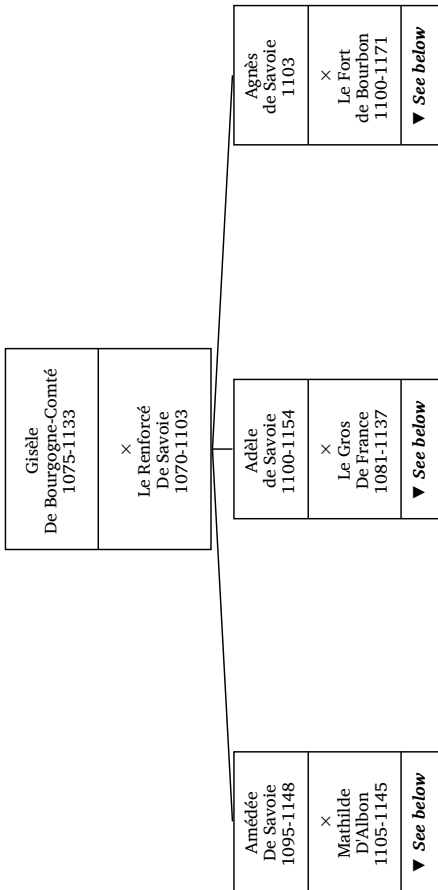 Gisèle
De Bourgogne-Comté
1075-1133
×
Le Renforcé
De Savoie
1070-1103
Amédée
De Savoie
1095-1148
×
Mathilde
D'Albon
1105-1145
▼ See below
Adèle
de Savoie
1100-1154
×
Le Gros
De France
1081-1137
▼ See below
Agnès
de Savoie
1103
×
Le Fort
de Bourbon
1100-1171
▼ See below